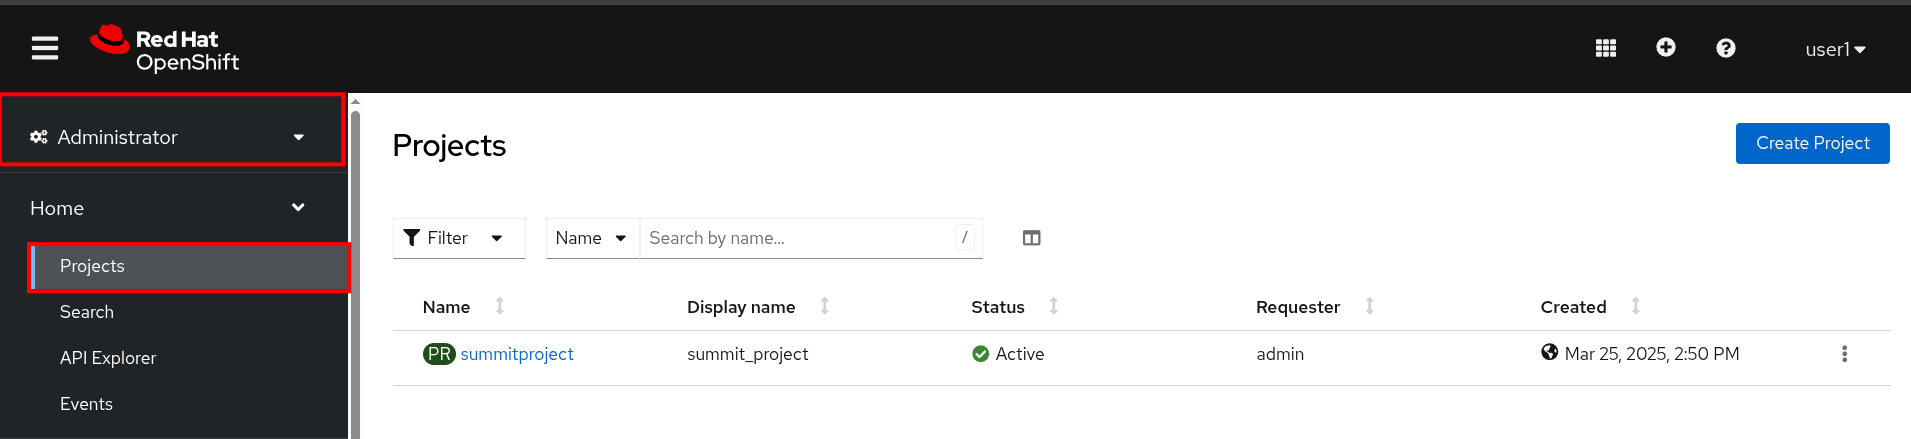 Red Hat
OpenShift
user1
Administrator
Home
Projects
Search
API Explorer
Events
Projects
Create Project
Filter
Name
Search by name...
/
Name Display name Status Requester Created
PR summitproject summit_project Active admin Mar 25, 2025, 2:50 PM